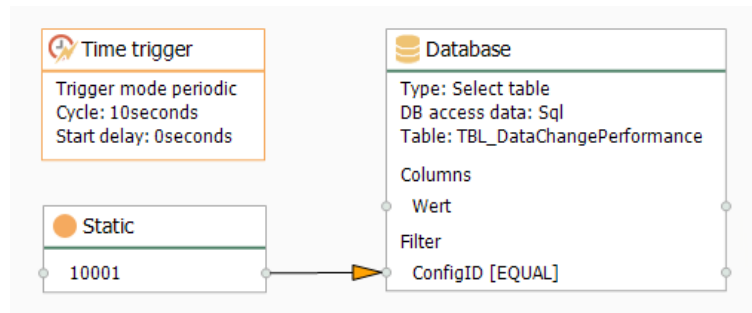 Time trigger
Trigger mode periodic
Cycle: 10seconds
Start delay: 0seconds
Static
10001
Database
Type: Select table
DB access data: Sql
Table: TBL_DataChangePerformance
Columns
Wert
Filter
ConfigID [EQUAL]